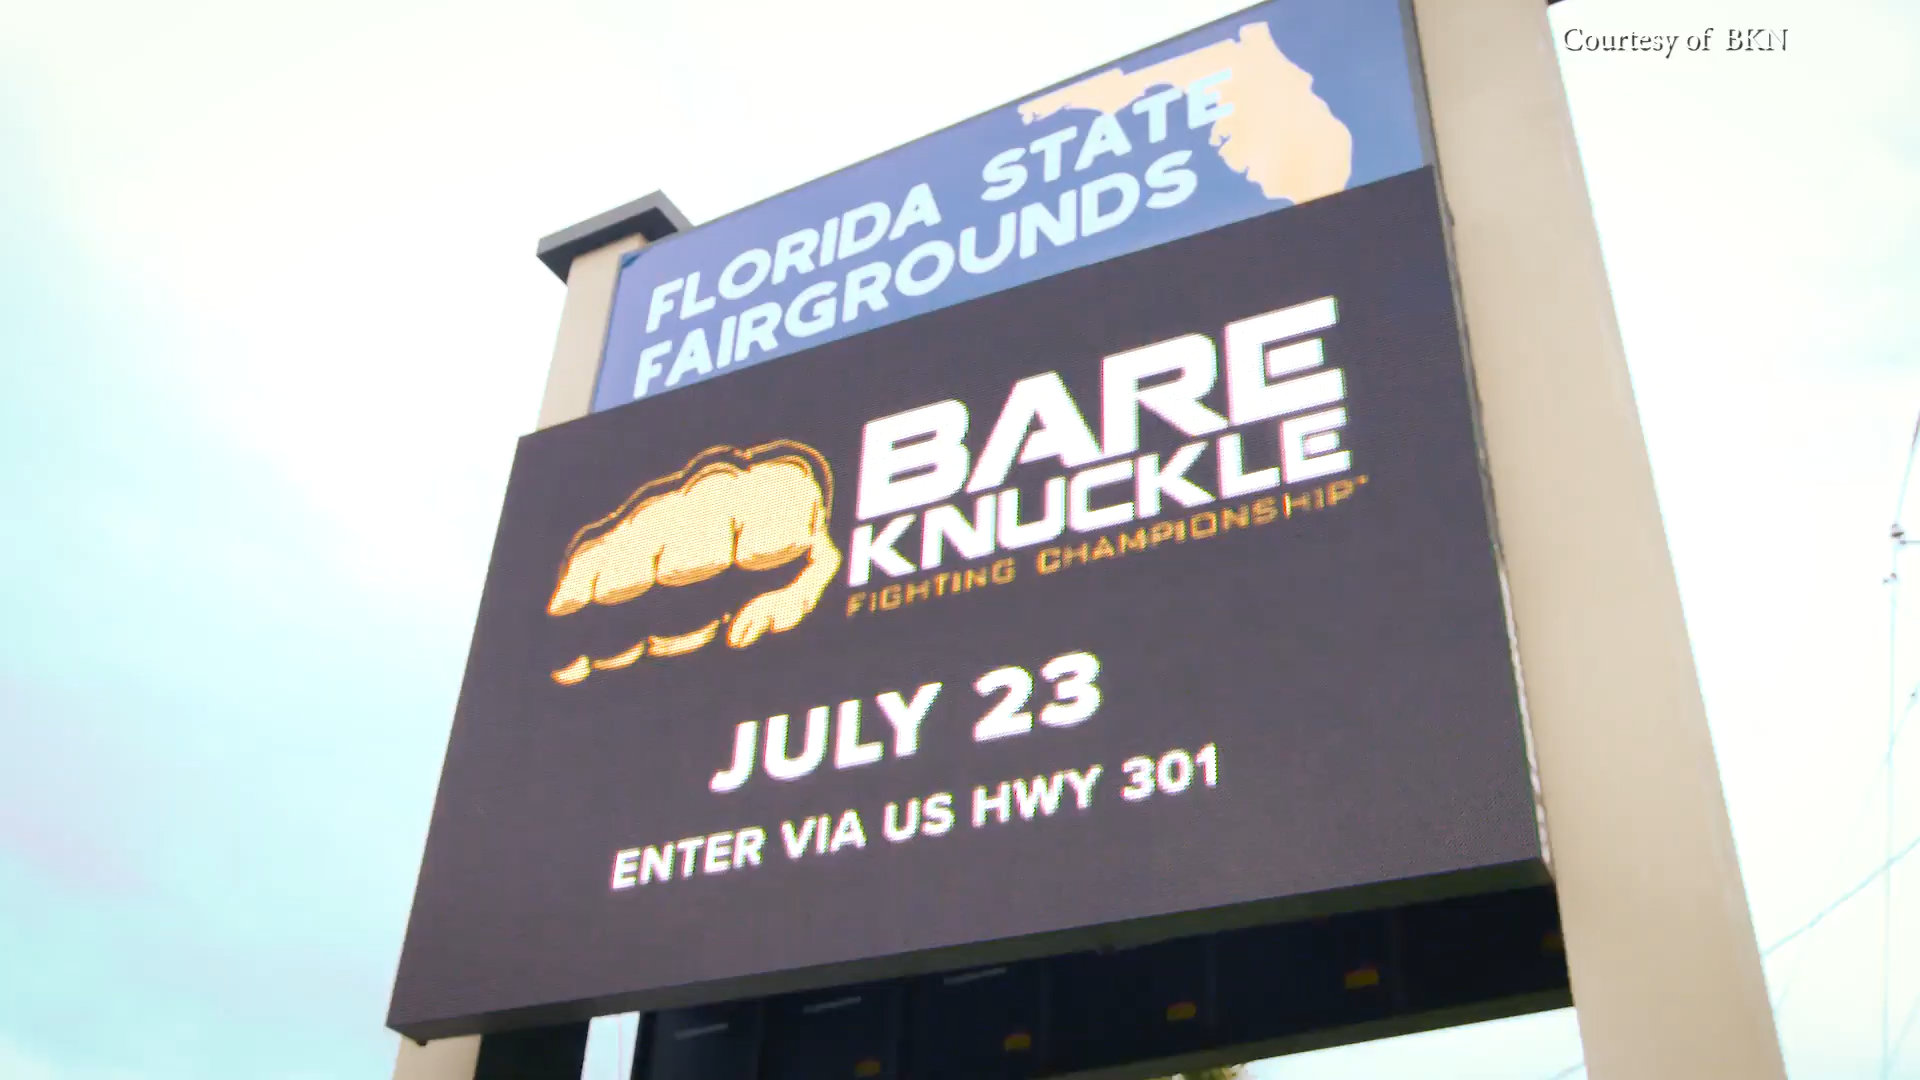 Courtesy of BKN
FLORIDA STATE
FAIRGROUNDS
BARE
KNUCKLE
FIGHTING CHAMPIONSHIP
JULY 23
ENTER VIA US HWY 301